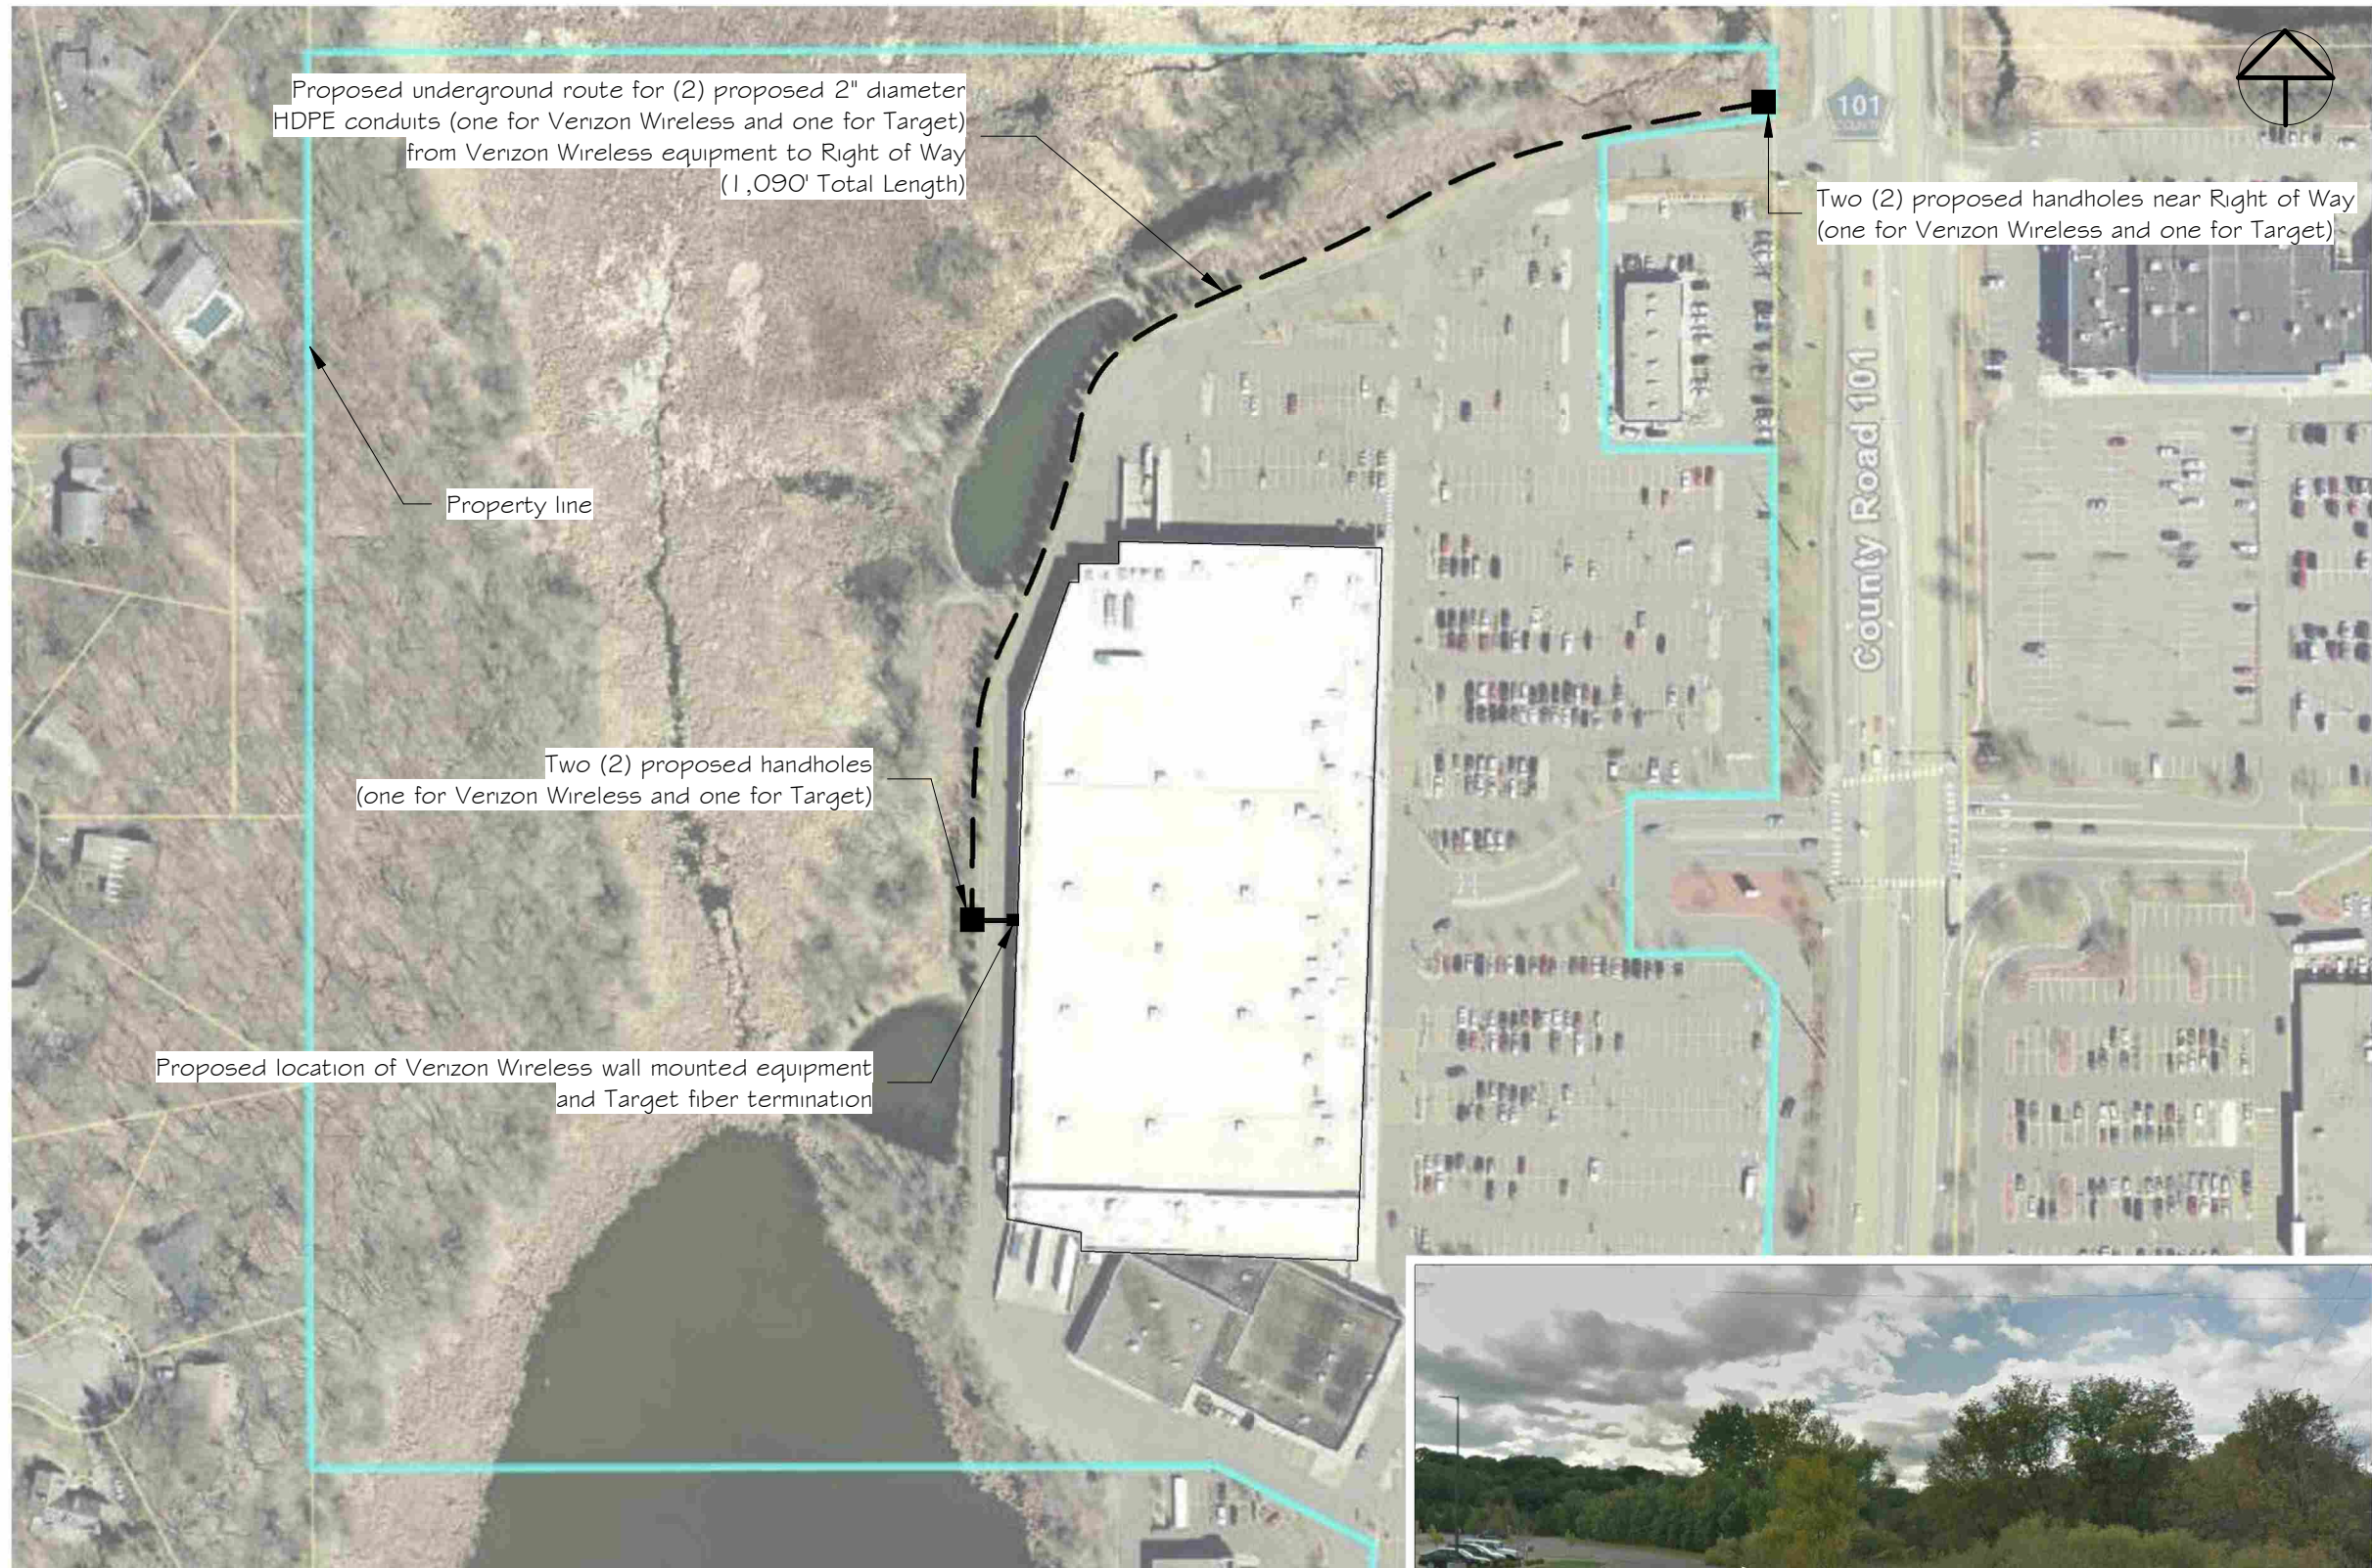 Proposed underground route for (2) proposed 2" diameter
HDPE conduits (one for Verizon Wireless and one for Target)
from Verizon Wireless equipment to Right of Way
(1,090' Total Length)
101
COUNTY
Two (2) proposed handholes near Right of Way
(one for Verizon Wireless and one for Target)
County Road 101
Property line
Two (2) proposed handholes
(one for Verizon Wireless and one for Target)
Proposed location of Verizon Wireless wall mounted equipment
and Target fiber termination